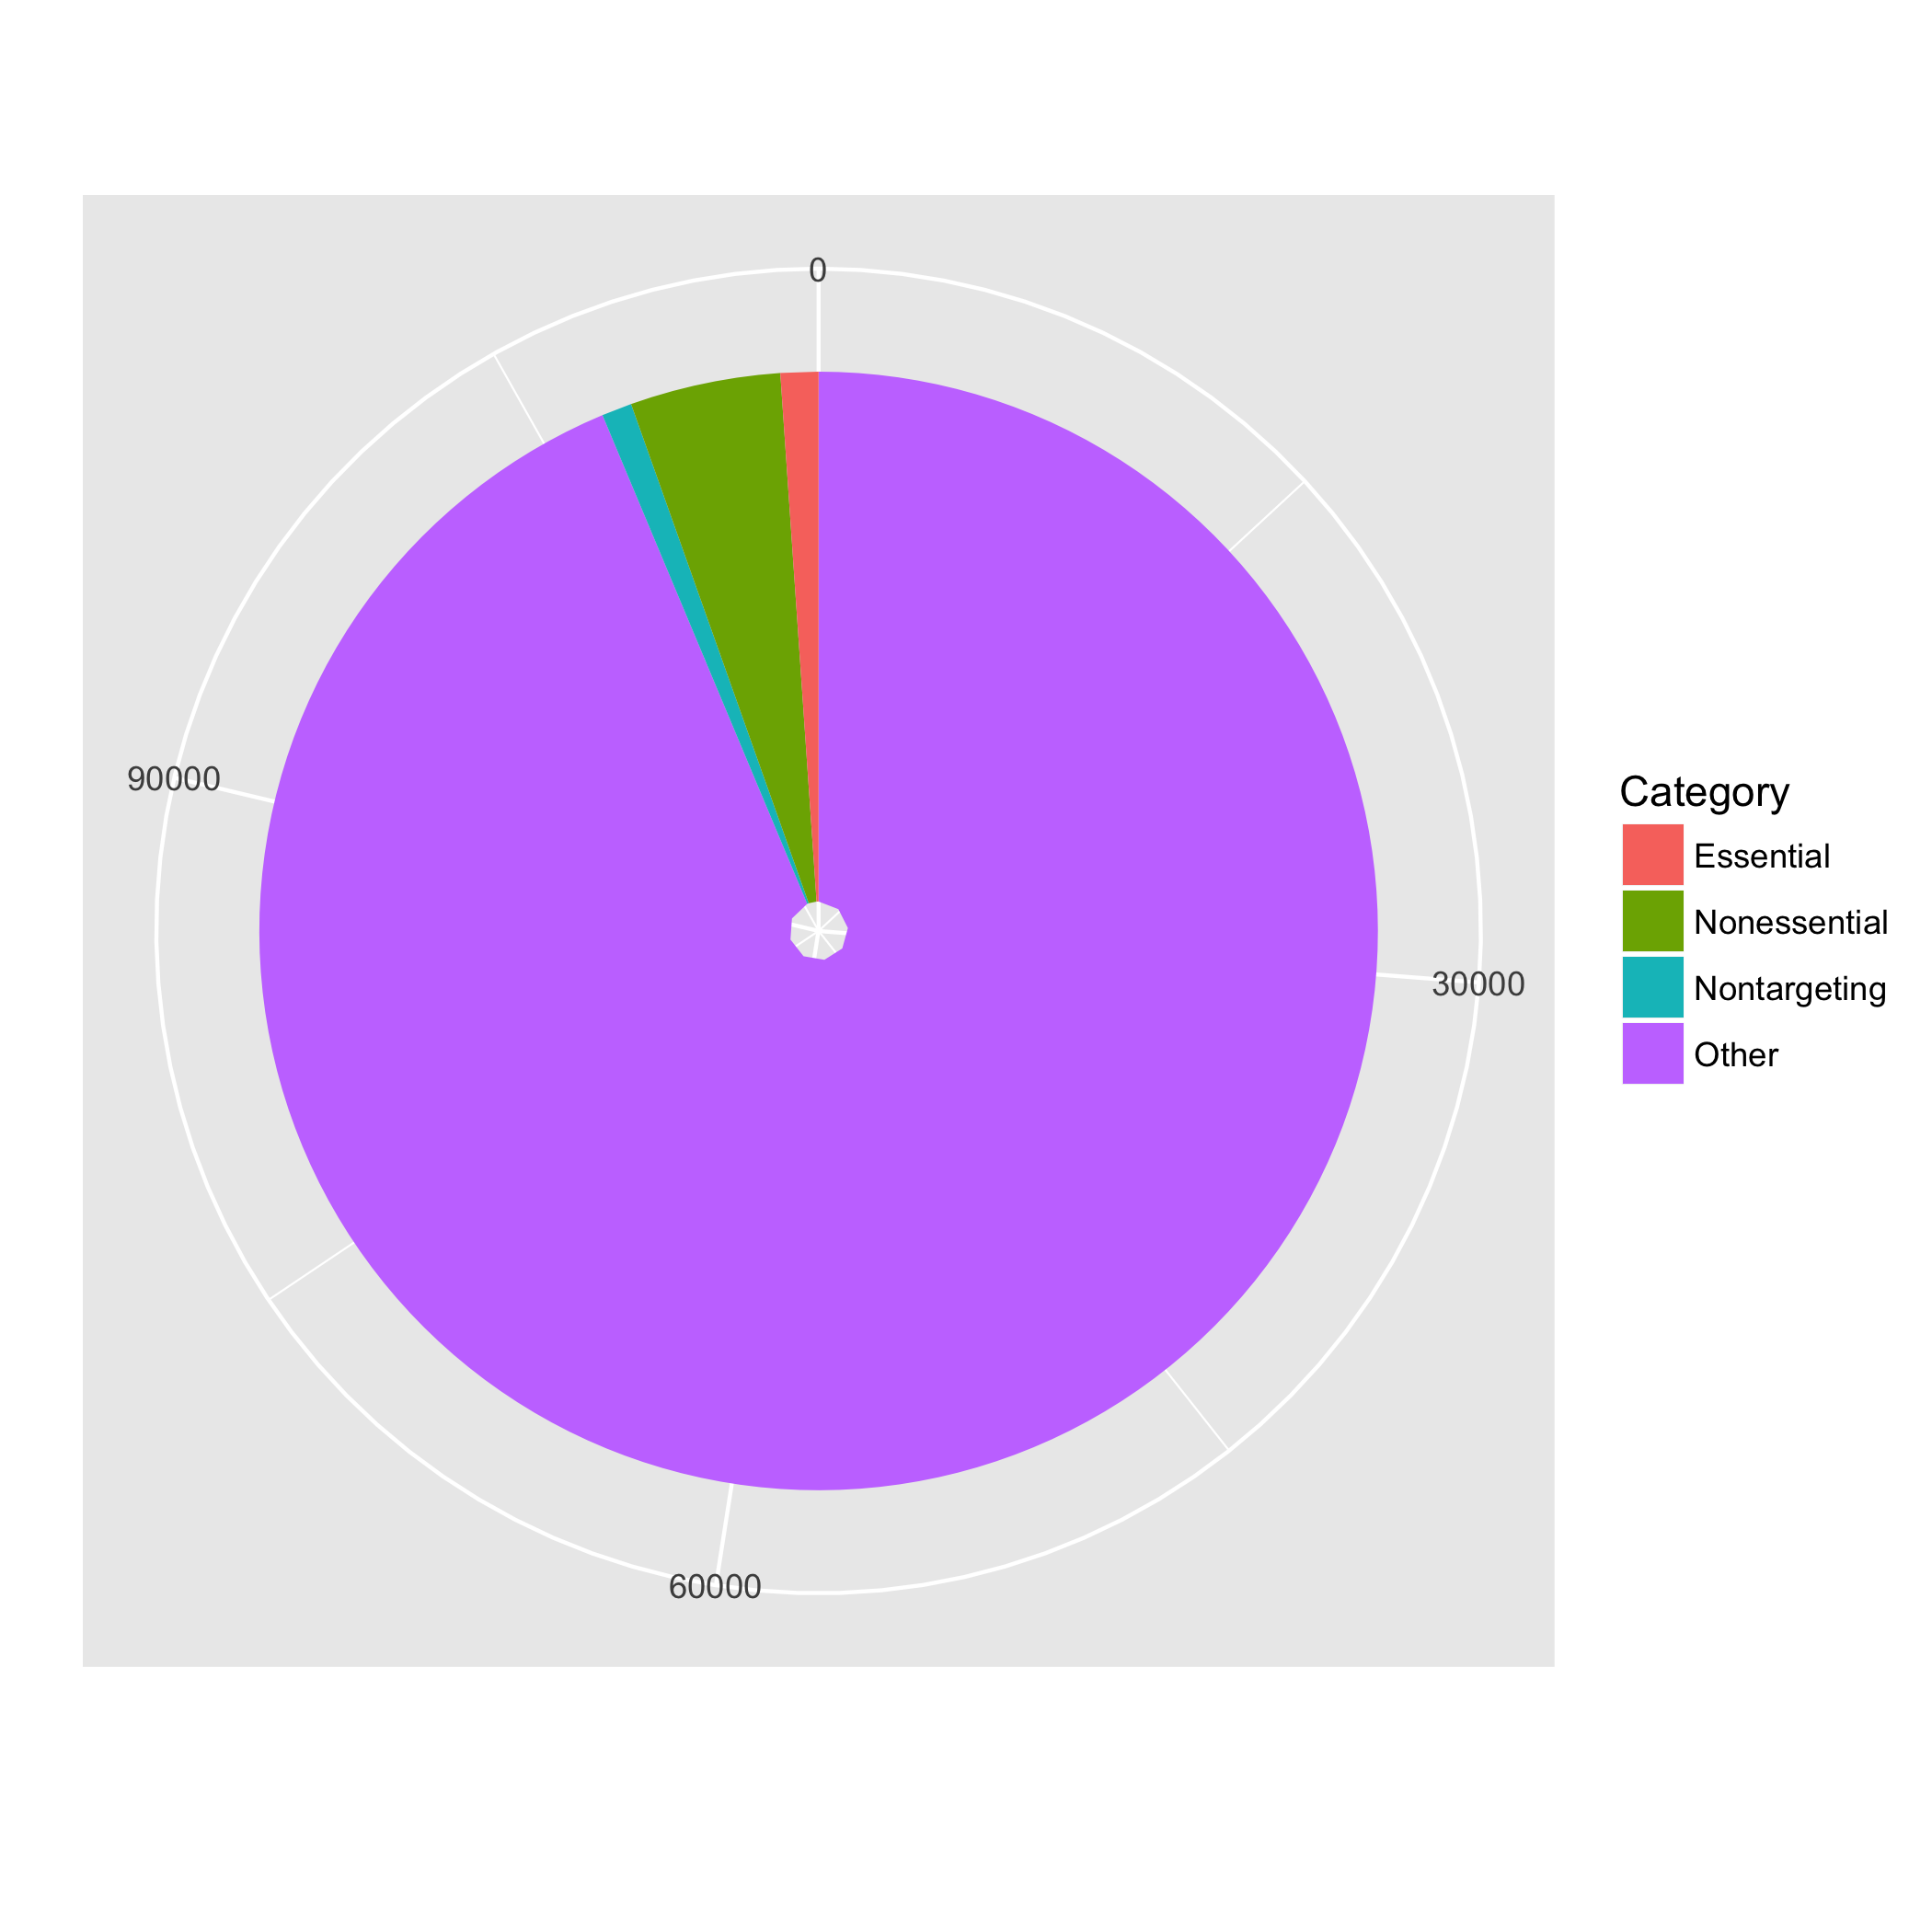 0
90000
30000
60000
Category
Essential
Nonessential
Nontargeting
Other